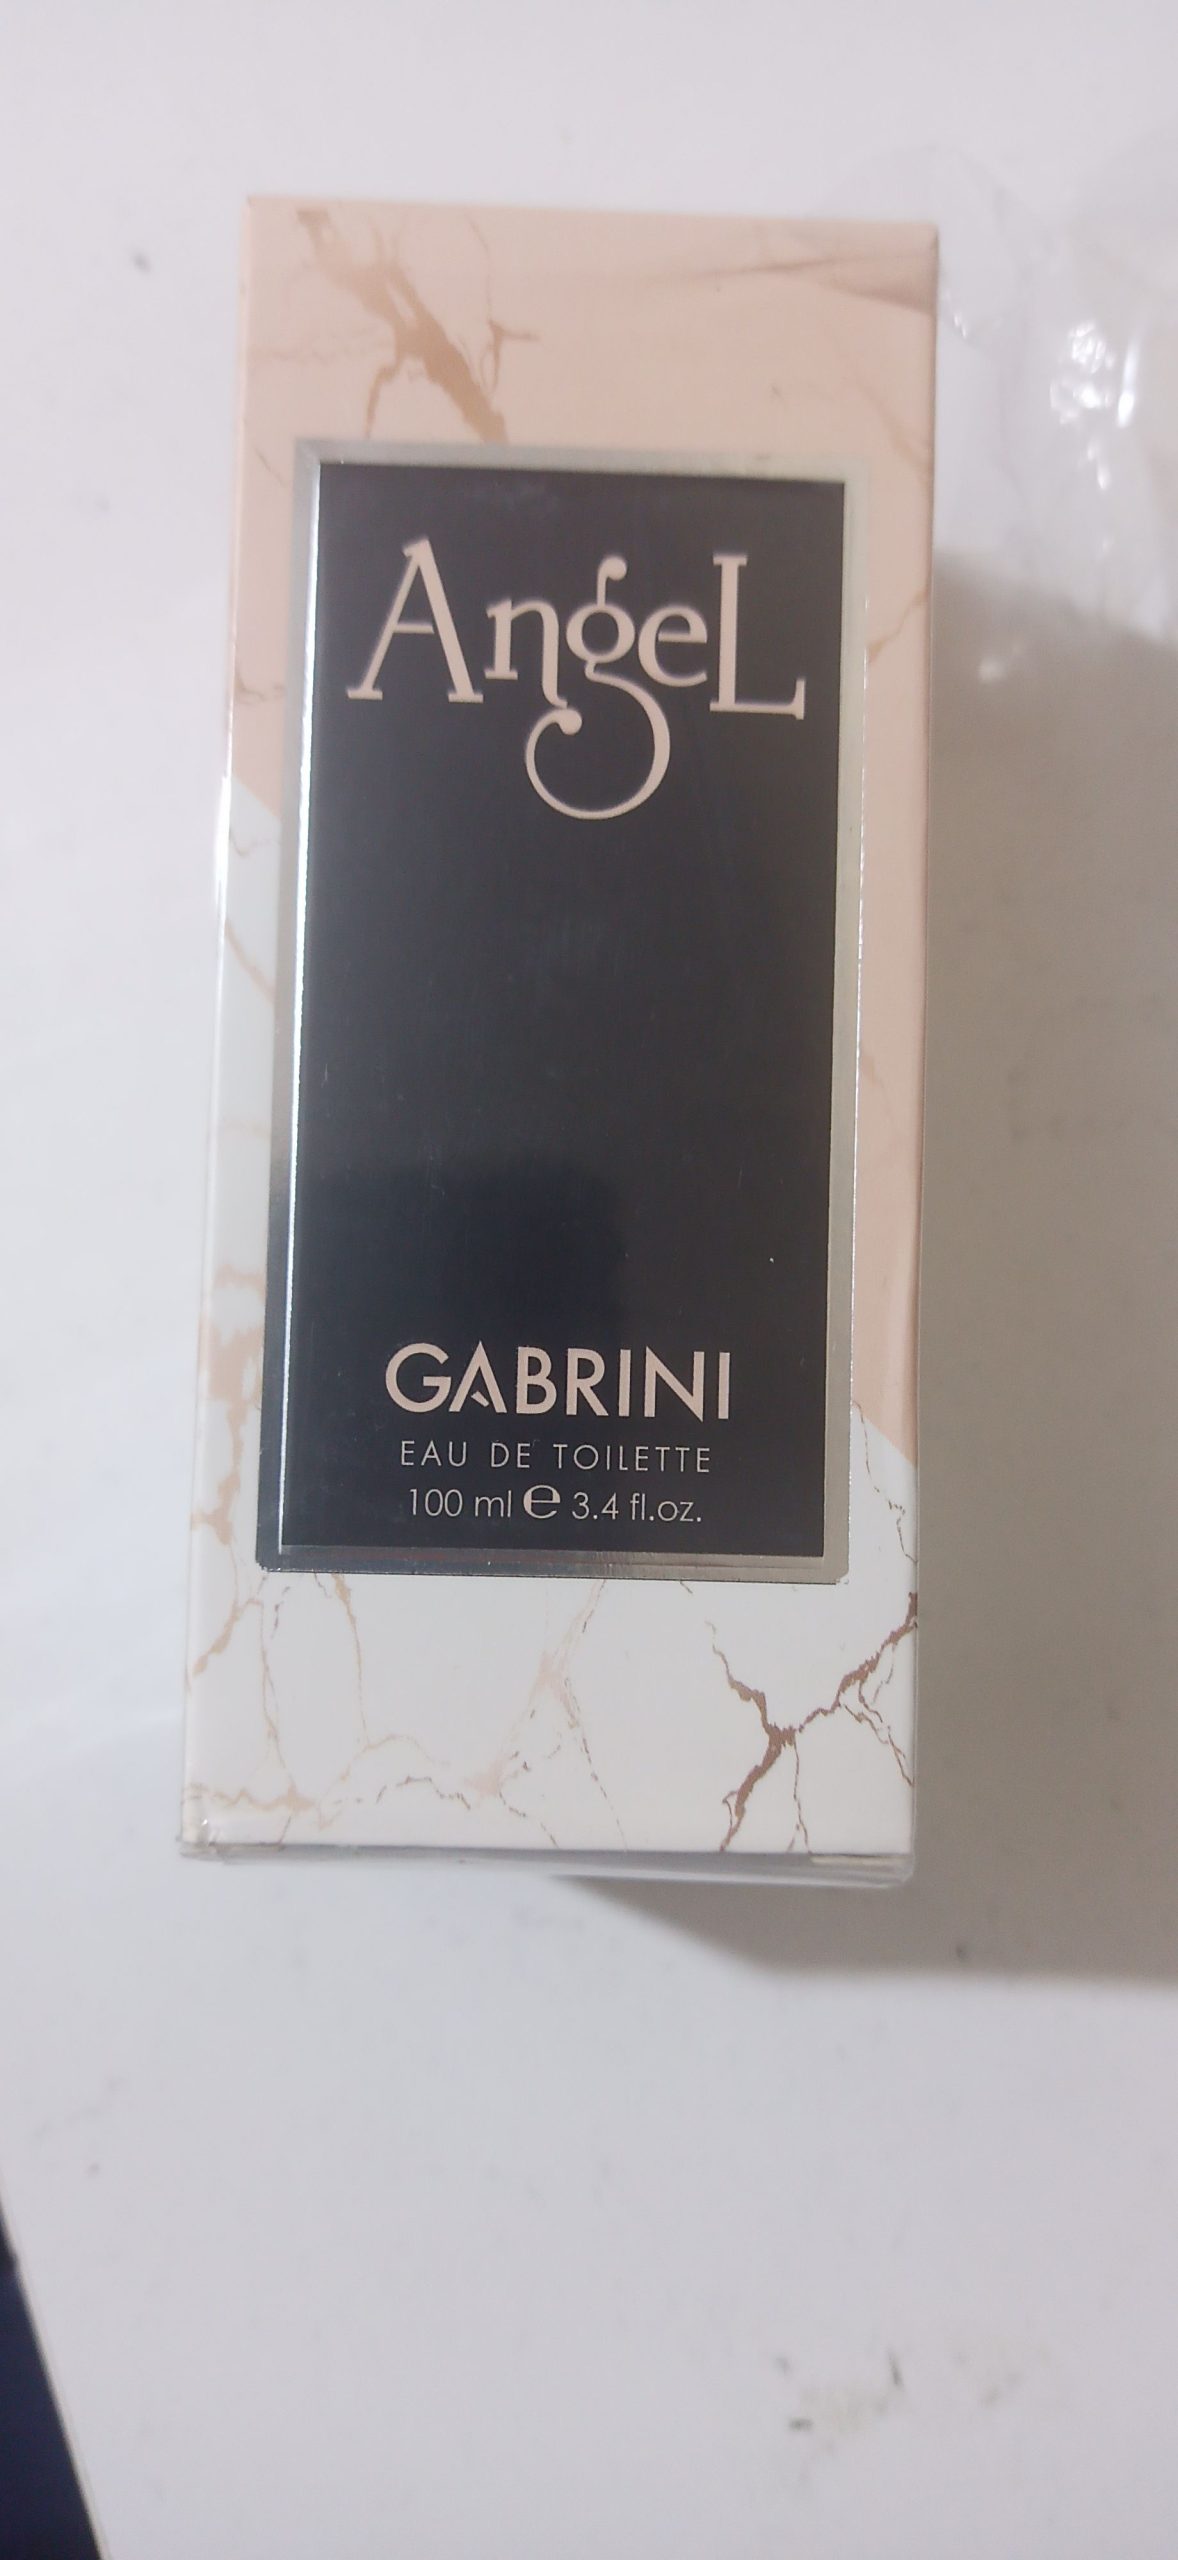 AngeL
GABRINI
EAU DE TOILETTE
100 ml e 3.4 fl.oz.